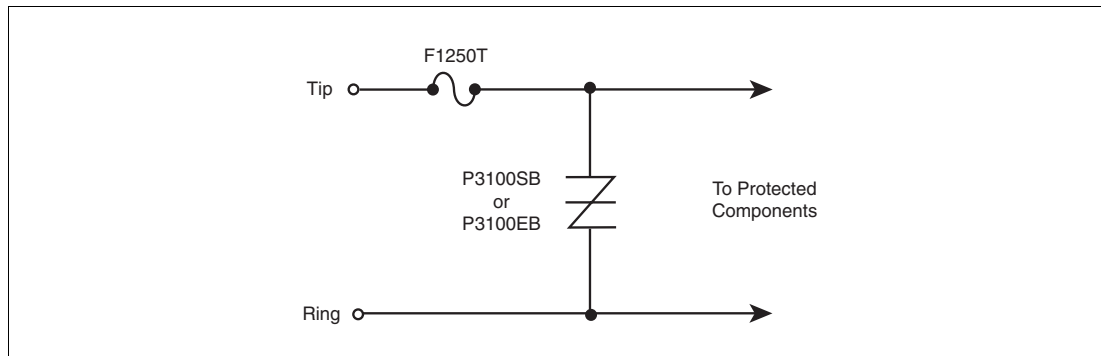 F1250T
Tip
P3100SB
or
P3100EB
To Protected
Components
Ring